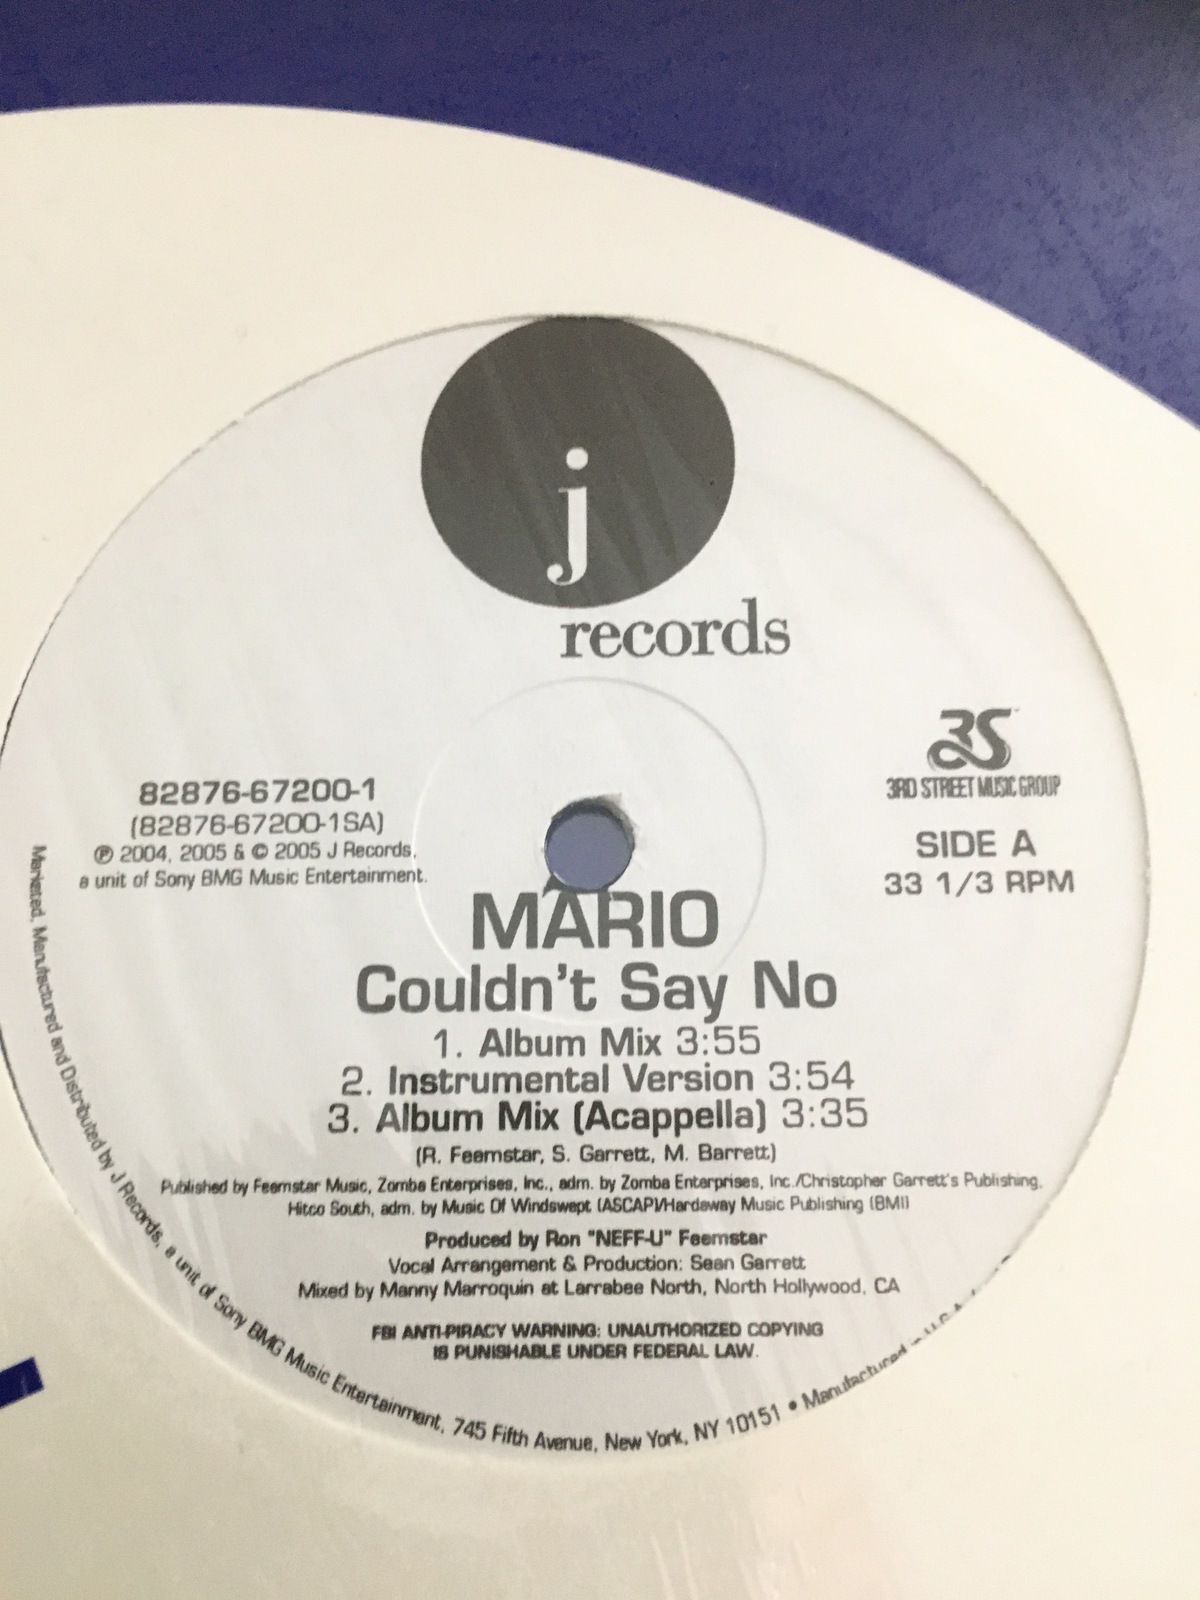 j
records
3S
3RD STREET MUSIC GROUP
82876-67200-1
(82876-67200-1SA)
℗ 2004, 2005 & © 2005 J Records,
a unit of Sony BMG Music Entertainment.
SIDE A
33 1/3 RPM
MARIO
Couldn't Say No
1. Album Mix 3:55
2. Instrumental Version 3:54
3. Album Mix (Acappella) 3:35
(R. Feemstar, S. Garrett, M. Barrett)
Published by Feemstar Music, Zomba Enterprises, Inc., adm. by Zomba Enterprises, Inc./Christopher Garrett's Publishing,
Hitco South, adm. by Music Of Windswept (ASCAP)/Hardaway Music Publishing (BMI)
Produced by Ron "NEFF-U" Feemstar
Vocal Arrangement & Production: Sean Garrett
Mixed by Manny Marroquin at Larrabee North, North Hollywood, CA
FBI ANTI-PIRACY WARNING: UNAUTHORIZED COPYING
IS PUNISHABLE UNDER FEDERAL LAW.
Marketed, Manufactured and Distributed by J Records, a unit of Sony BMG Music Entertainment, 745 Fifth Avenue, New York, NY 10151 • Manufactured